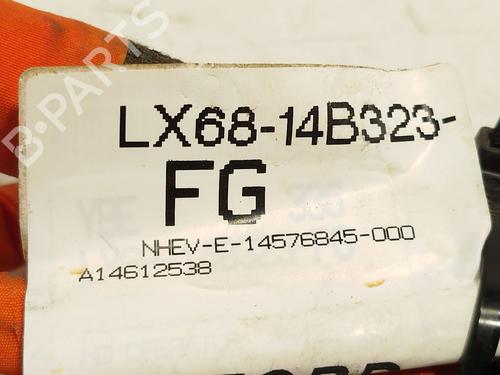 B-PARTS
LX68-14B323-
FG
NHEV-E-14576845-000
A14612538